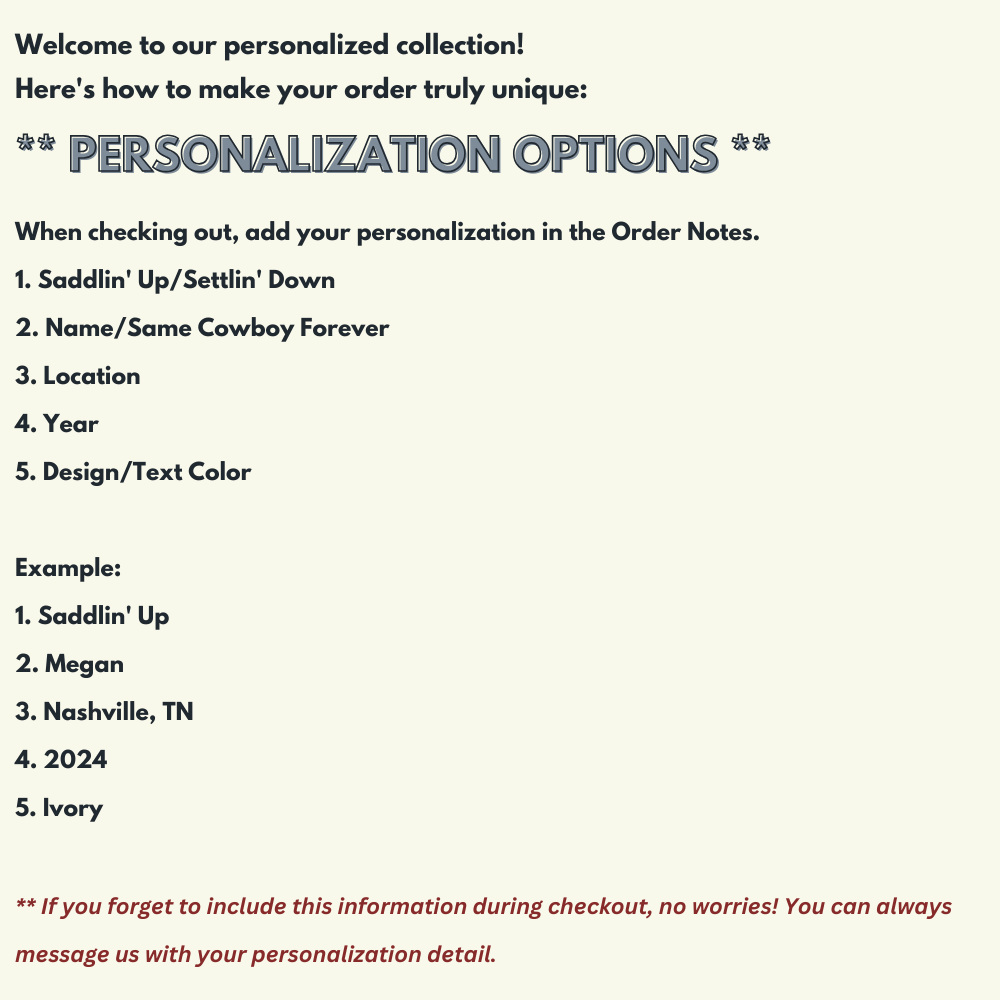 Welcome to our personalized collection!
Here's how to make your order truly unique:
** PERSONALIZATION OPTIONS **
When checking out, add your personalization in the Order Notes.
1. Saddlin' Up/Settlin' Down
2. Name/Same Cowboy Forever
3. Location
4. Year
5. Design/Text Color
Example:
1. Saddlin' Up
2. Megan
3. Nashville, TN
4. 2024
5. Ivory
** If you forget to include this information during checkout, no worries! You can always
message us with your personalization detail.